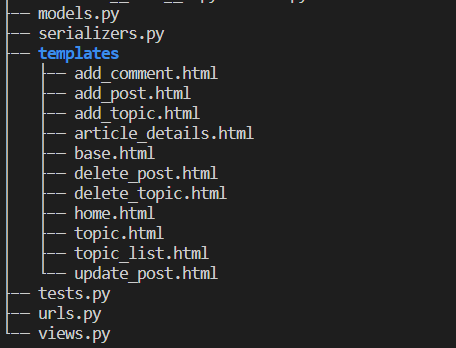 ├── models.py
├── serializers.py
├── templates
│   ├── add_comment.html
│   ├── add_post.html
│   ├── add_topic.html
│   ├── article_details.html
│   ├── base.html
│   ├── delete_post.html
│   ├── delete_topic.html
│   ├── home.html
│   ├── topic.html
│   ├── topic_list.html
│   └── update_post.html
├── tests.py
├── urls.py
└── views.py